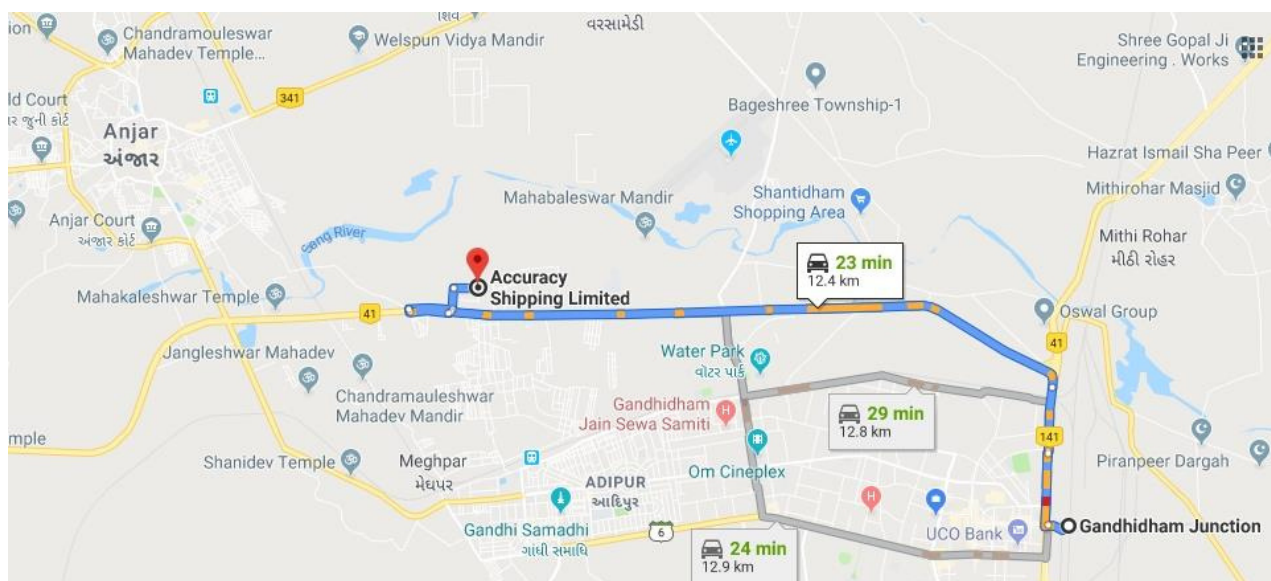 શિવ
વરસામેડી
ion
Chandramouleswar
Mahadev Temple...
Welspun Vidya Mandir
Shree Gopal Ji
Engineering . Works
341
ld Court
Anjar
અંજાર
Bageshree Township-1
Hazrat Ismail Sha Peer
Mithirohar Masjid
Mahabaleswar Mandir
Shantidham
Shopping Area
Anjar Court
અંજાર કોર્ટ
Sang River
Mithi Rohar
મીઠી રોહર
23 min
12.4 km
Accuracy
Shipping Limited
Mahakaleshwar Temple
41
Oswal Group
41
Jangleshwar Mahadev
Water Park
વોટર પાર્ક
Chandramauleshwar
Mahadev Mandir
Gandhidham
Jain Sewa Samiti
H
29 min
12.8 km
mple
141
Shanidev Temple
Meghpar
મેઘપર
Om Cineplex
Piranpeer Dargah
ADIPUR
આદિપુર
H
Gandhi Samadhi
ગાંધી સમાધિ
6
UCO Bank
Gandhidham Junction
24 min
12.9 km